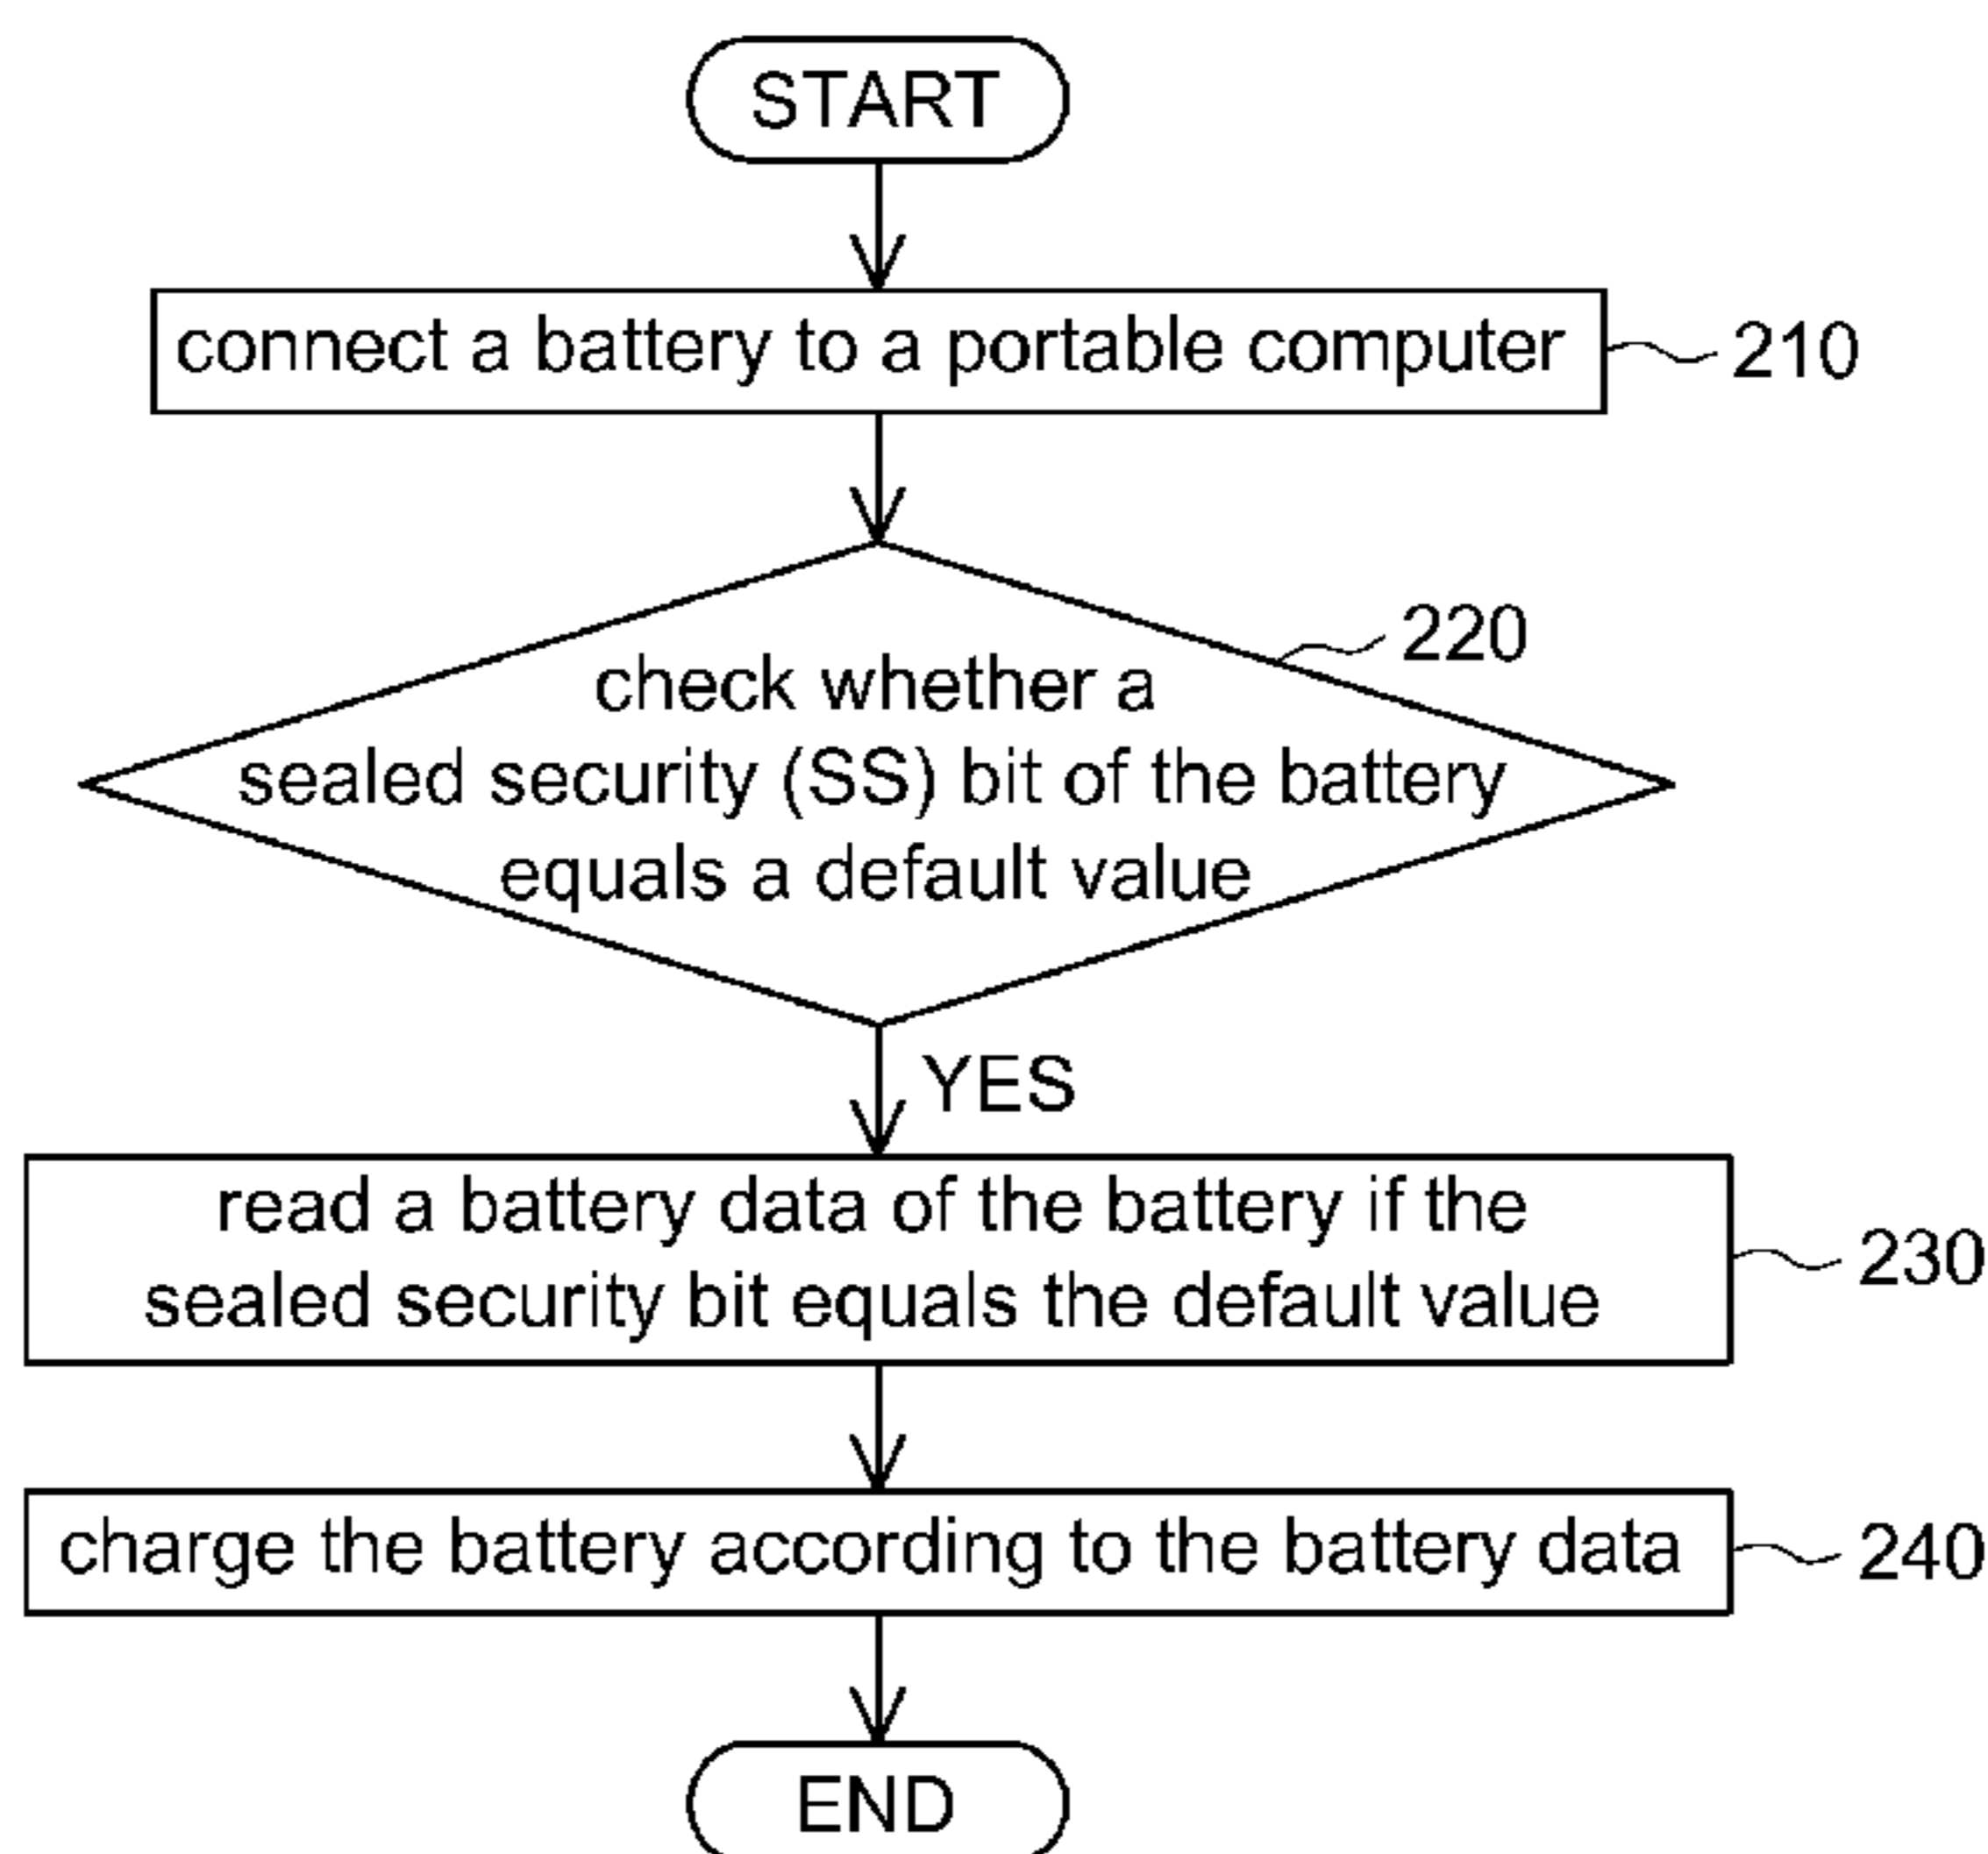 START
connect a battery to a portable computer
210
220
check whether a
sealed security (SS) bit of the battery
equals a default value
YES
read a battery data of the battery if the
sealed security bit equals the default value
230
charge the battery according to the battery data
240
END